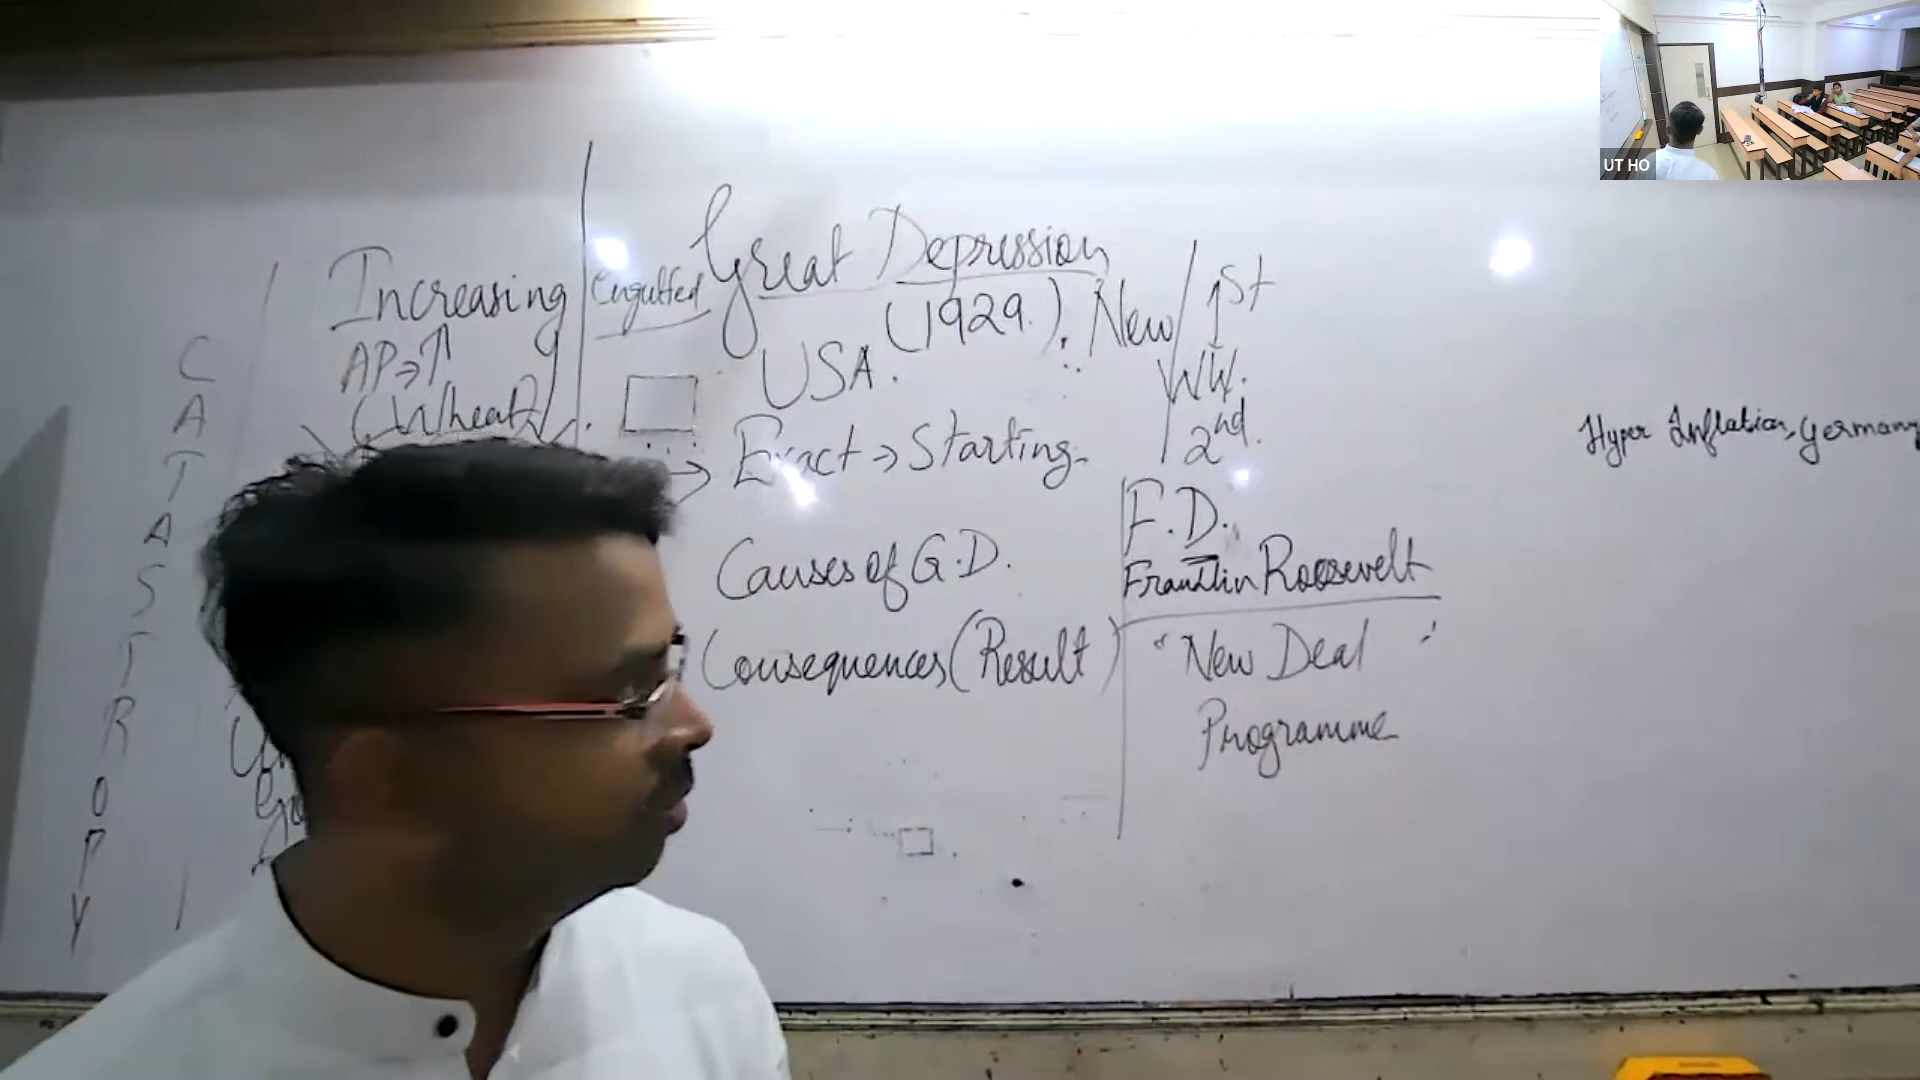 UT HO
Great Depression
Engulfed
(1929.). New
USA.
Exact → Starting.
Causes of G.D.
Consequences (Result)
1st
WW.
2nd.
F.D.
Franklin Roosevelt
"New Deal"
Programme
Increasing
AP → ↑
(Wheat)
C
A
T
A
S
T
R
O
P
Y
Hyper Inflation, Germany